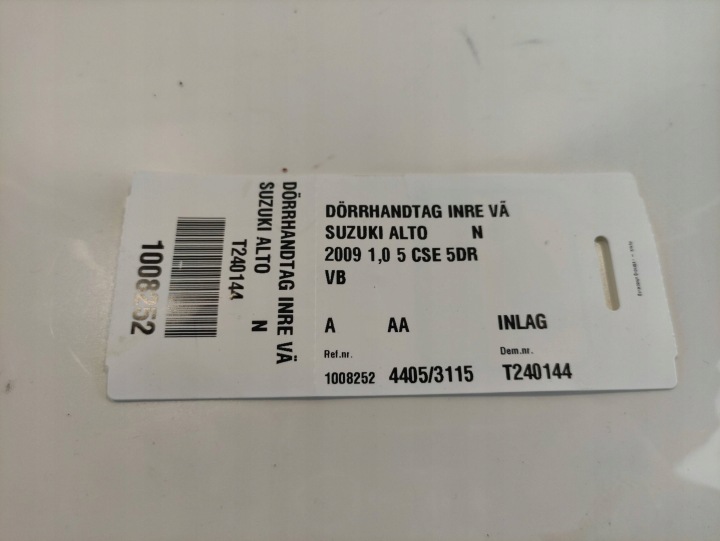 DÖRRHANDTAG INRE VÄ
SUZUKI ALTO N
2009 1,0 5 CSE 5DR
VB
A AA INLAG
Ref.nr. Dem.nr.
1008252 4405/3115 T240144
DÖRRHANDTAG INRE VÄ
SUZUKI ALTO N
T240144
1008252